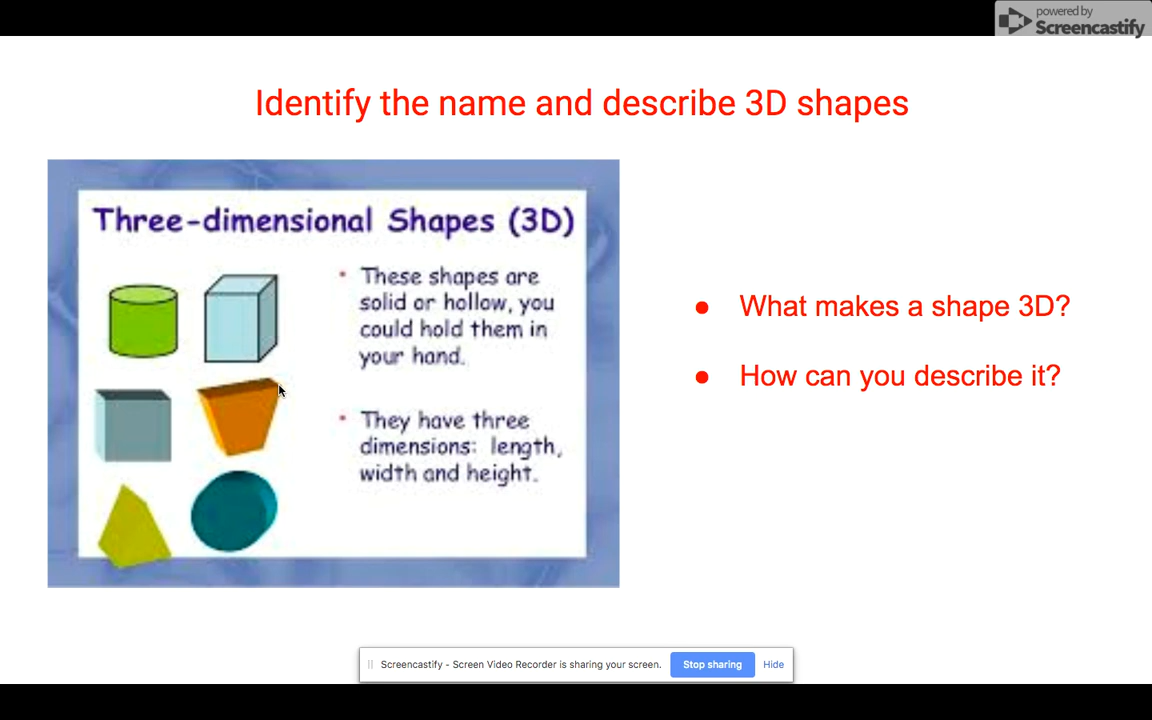 powered by
Screencastify
Identify the name and describe 3D shapes
Three-dimensional Shapes (3D)
• These shapes are
solid or hollow, you
could hold them in
your hand.
• They have three
dimensions: length,
width and height.
● What makes a shape 3D?
● How can you describe it?
Screencastify - Screen Video Recorder is sharing your screen. Stop sharing Hide